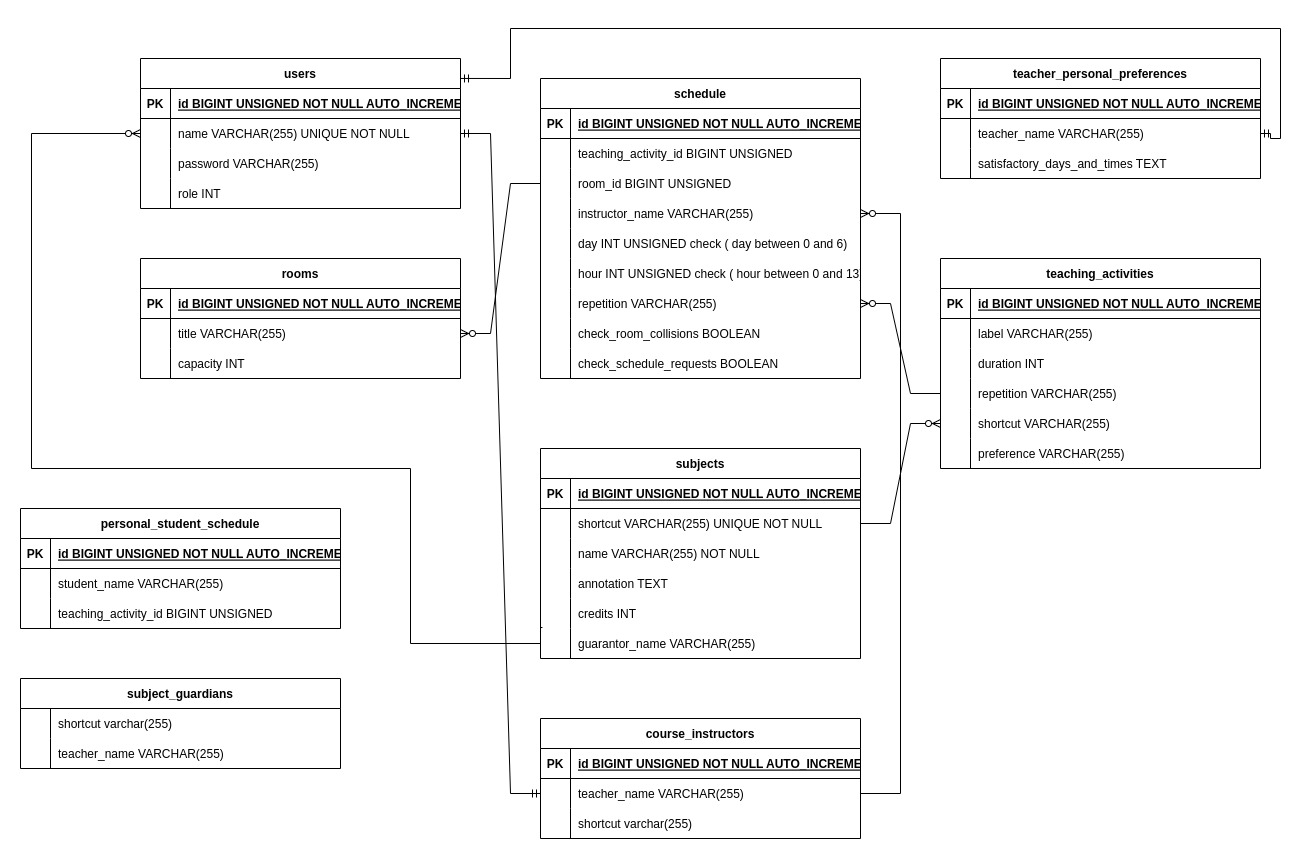 users
PK id BIGINT UNSIGNED NOT NULL AUTO_INCREME
name VARCHAR(255) UNIQUE NOT NULL
password VARCHAR(255)
role INT
schedule
PK id BIGINT UNSIGNED NOT NULL AUTO_INCREME
teaching_activity_id BIGINT UNSIGNED
room_id BIGINT UNSIGNED
instructor_name VARCHAR(255)
day INT UNSIGNED check ( day between 0 and 6)
hour INT UNSIGNED check ( hour between 0 and 13
repetition VARCHAR(255)
check_room_collisions BOOLEAN
check_schedule_requests BOOLEAN
teacher_personal_preferences
PK id BIGINT UNSIGNED NOT NULL AUTO_INCREME
teacher_name VARCHAR(255)
satisfactory_days_and_times TEXT
rooms
PK id BIGINT UNSIGNED NOT NULL AUTO_INCREME
title VARCHAR(255)
capacity INT
teaching_activities
PK id BIGINT UNSIGNED NOT NULL AUTO_INCREME
label VARCHAR(255)
duration INT
repetition VARCHAR(255)
shortcut VARCHAR(255)
preference VARCHAR(255)
subjects
PK id BIGINT UNSIGNED NOT NULL AUTO_INCREME
shortcut VARCHAR(255) UNIQUE NOT NULL
name VARCHAR(255) NOT NULL
annotation TEXT
credits INT
guarantor_name VARCHAR(255)
personal_student_schedule
PK id BIGINT UNSIGNED NOT NULL AUTO_INCREME
student_name VARCHAR(255)
teaching_activity_id BIGINT UNSIGNED
subject_guardians
shortcut varchar(255)
teacher_name VARCHAR(255)
course_instructors
PK id BIGINT UNSIGNED NOT NULL AUTO_INCREME
teacher_name VARCHAR(255)
shortcut varchar(255)